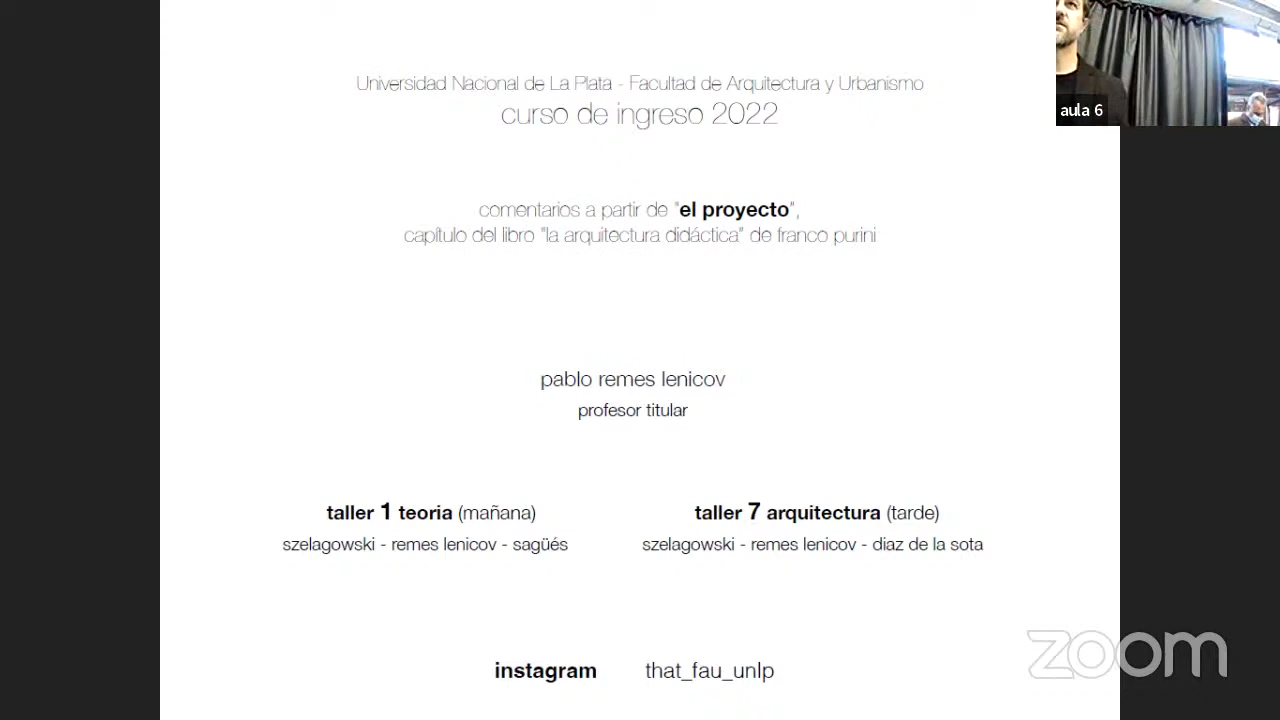 Universidad Nacional de La Plata - Facultad de Arquitectura y Urbanismo
curso de ingreso 2022
aula 6
comentarios a partir de "el proyecto",
capítulo del libro "la arquitectura didáctica" de franco purini
pablo remes lenicov
profesor titular
taller 1 teoria (mañana)
szelagowski - remes lenicov - sagüés
taller 7 arquitectura (tarde)
szelagowski - remes lenicov - diaz de la sota
instagram that_fau_unlp
zoom